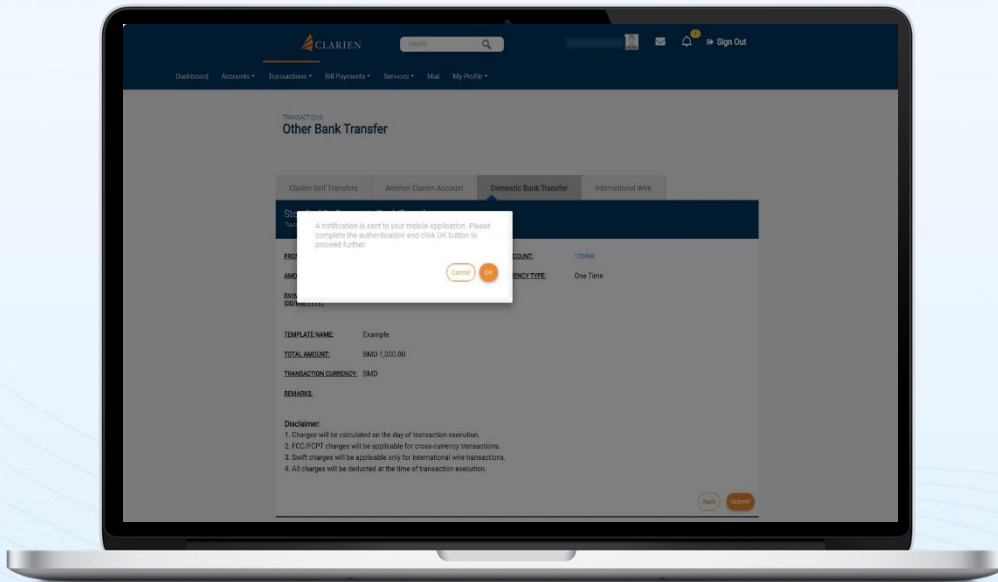 CLARIEN
Search
1
Sign Out
Dashboard Accounts Transactions Bill Payments Services Mail My Profile
TRANSACTIONS
Other Bank Transfer
Clarien Self Transfers Another Clarien Account Domestic Bank Transfer International Wire
A notification is sent to your mobile application. Please
complete the authentication and click OK button to
proceed further.
Cancel OK
One Time
TEMPLATE NAME: Example
TOTAL AMOUNT: BMD 1,000.00
TRANSACTION CURRENCY: BMD
REMARKS:
Disclaimer:
1. Charges will be calculated on the day of transaction execution.
2. FCC/FCPT charges will be applicable for cross-currency transactions.
3. Swift charges will be applicable only for international wire transactions.
4. All charges will be deducted at the time of transaction execution.
Back Submit